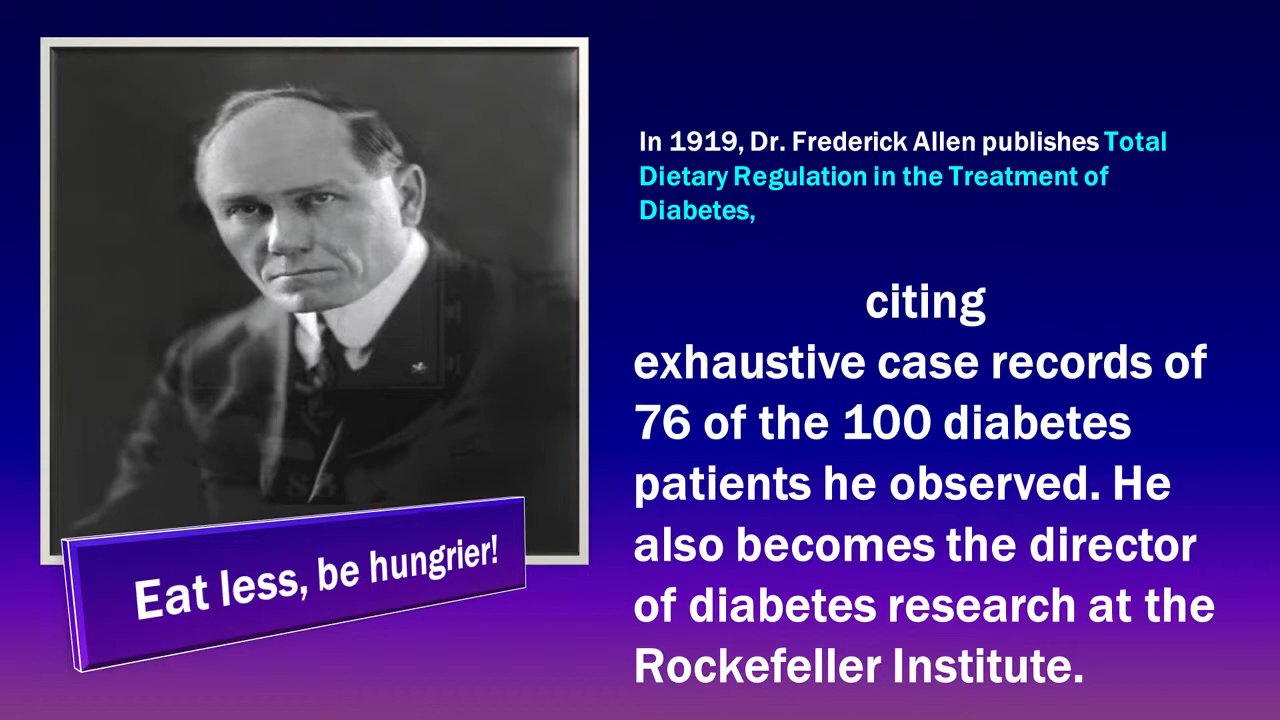 In 1919, Dr. Frederick Allen publishes Total
Dietary Regulation in the Treatment of
Diabetes,
citing
exhaustive case records of
76 of the 100 diabetes
patients he observed. He
also becomes the director
of diabetes research at the
Rockefeller Institute.
Eat less, be hungrier!